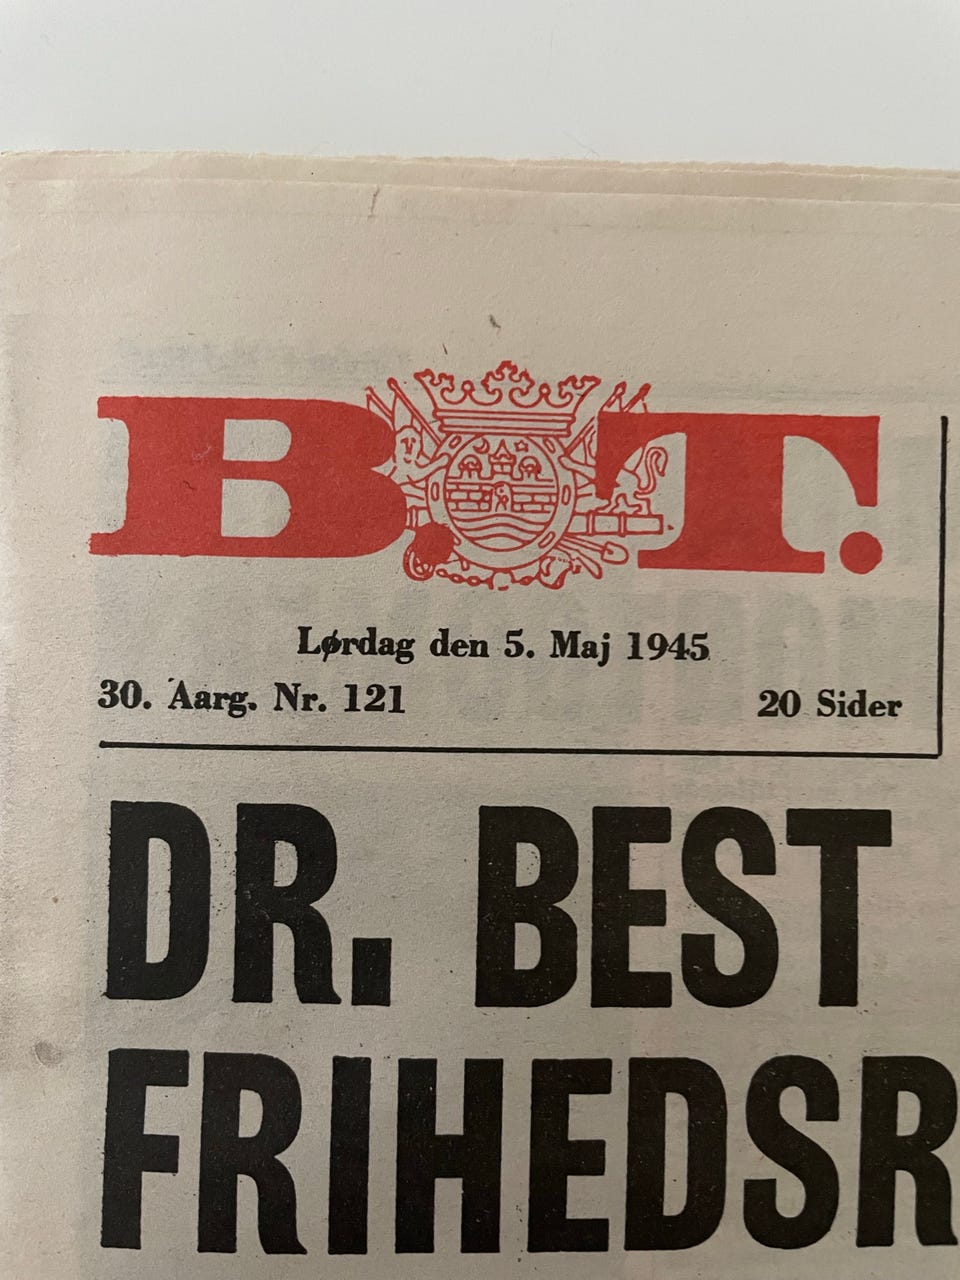 B.T.
Lørdag den 5. Maj 1945
30. Aarg. Nr. 121 20 Sider
DR. BEST
FRIHEDSR